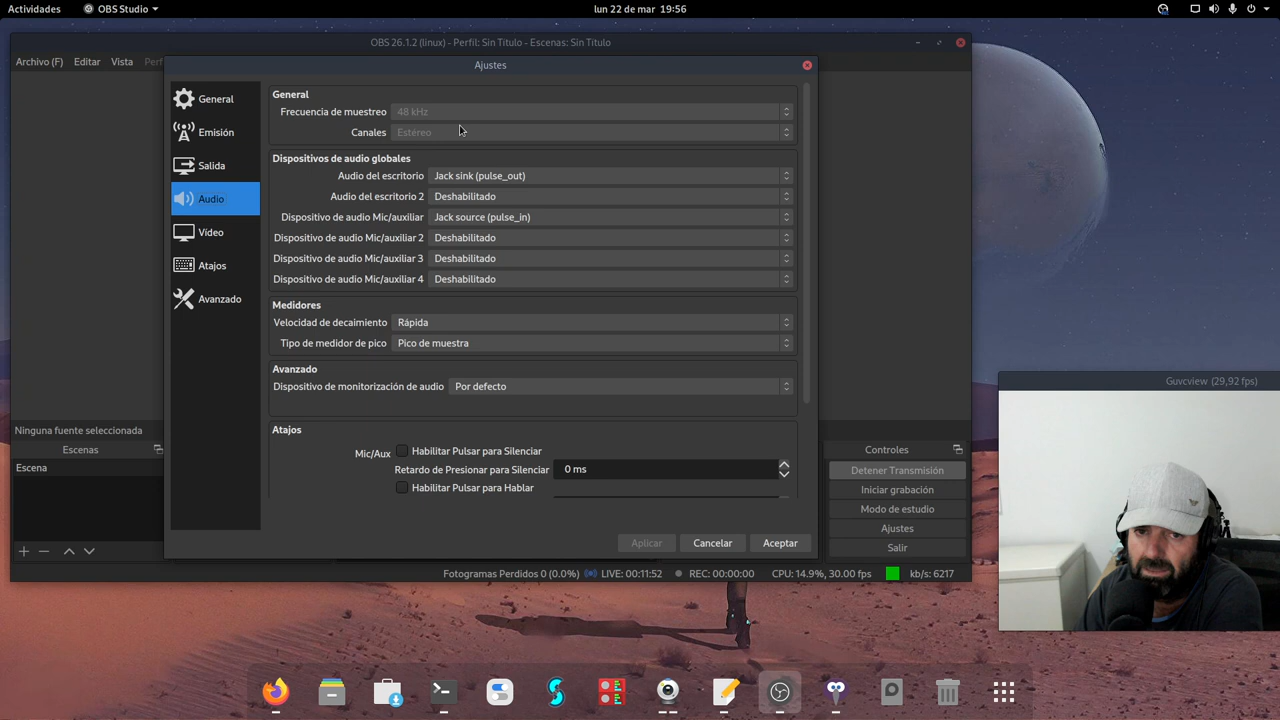 Actividades OBS Studio lun 22 de mar 19:56
OBS 26.1.2 (linux) - Perfil: Sin Título - Escenas: Sin Título
Archivo (F) Editar Vista Perf
Ajustes
General
Emisión
Salida
Audio
Vídeo
Atajos
Avanzado
General
Frecuencia de muestreo 48 kHz
Canales Estéreo
Dispositivos de audio globales
Audio del escritorio Jack sink (pulse_out)
Audio del escritorio 2 Deshabilitado
Dispositivo de audio Mic/auxiliar Jack source (pulse_in)
Dispositivo de audio Mic/auxiliar 2 Deshabilitado
Dispositivo de audio Mic/auxiliar 3 Deshabilitado
Dispositivo de audio Mic/auxiliar 4 Deshabilitado
Medidores
Velocidad de decaimiento Rápida
Tipo de medidor de pico Pico de muestra
Avanzado
Dispositivo de monitorización de audio Por defecto
Atajos
Mic/Aux Habilitar Pulsar para Silenciar
Retardo de Presionar para Silenciar 0 ms
Habilitar Pulsar para Hablar
Aplicar Cancelar Aceptar
Ninguna fuente seleccionada
Escenas
Escena
Controles
Detener Transmisión
Iniciar grabación
Modo de estudio
Ajustes
Salir
Fotogramas Perdidos 0 (0.0%) LIVE: 00:11:52 REC: 00:00:00 CPU: 14.9%, 30.00 fps kb/s: 6217
Guvcview (29,92 fps)